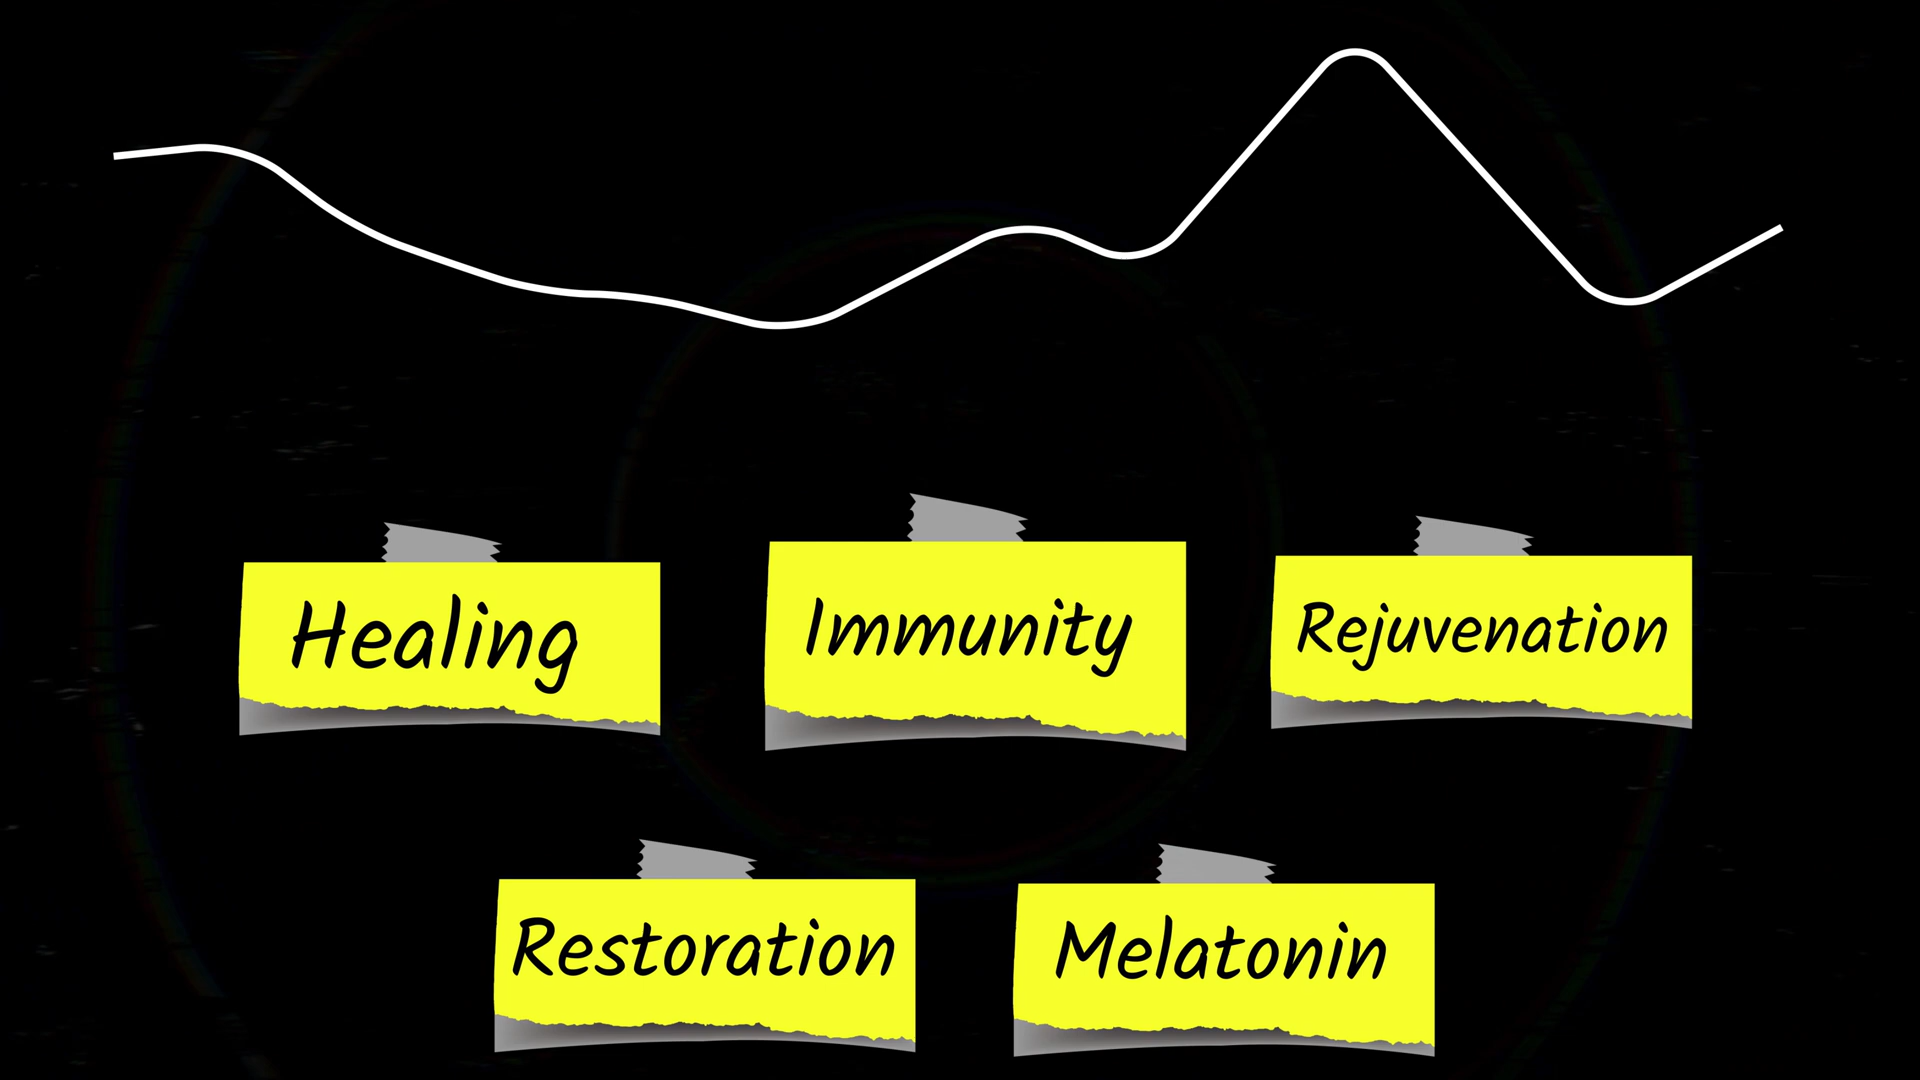 Healing
Immunity
Rejuvenation
Restoration
Melatonin